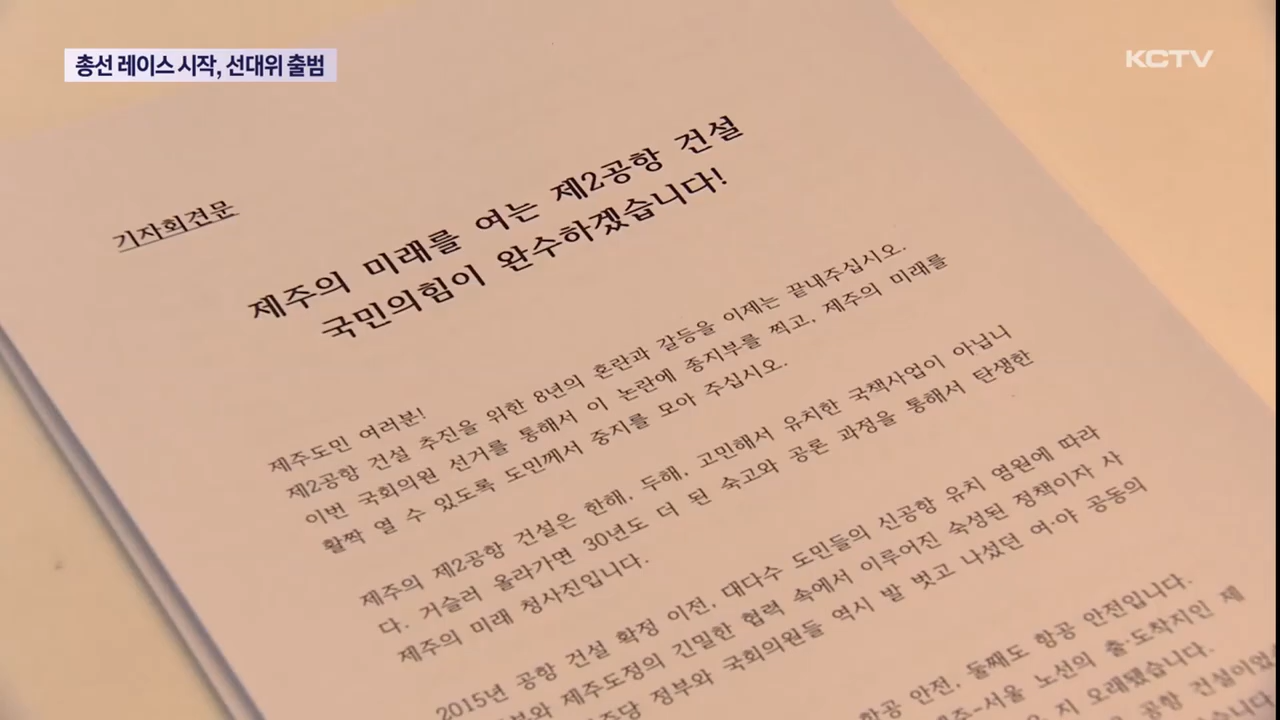 총선 레이스 시작, 선대위 출범
KCTV
기자회견문
제주의 미래를 여는 제2공항 건설
국민의힘이 완수하겠습니다!
제주도민 여러분!
제2공항 건설 추진을 위한 8년의 혼란과 갈등을 이제는 끝내주십시오.
이번 국회의원 선거를 통해서 이 논란에 종지부를 찍고, 제주의 미래를
활짝 열 수 있도록 도민께서 중지를 모아 주십시오.
제주의 제2공항 건설은 한해, 두해, 고민해서 유치한 국책사업이 아닙니
다. 거슬러 올라가면 30년도 더 된 숙고와 공론 과정을 통해서 탄생한
제주의 미래 청사진입니다.
2015년 공항 건설 확정 이전, 대다수 도민들의 신공항 유치 염원에 따라
제주도정의 긴밀한 협력 속에서 이루어진 숙성된 정책이자 사
정부와 국회의원들 역시 발 벗고 나섰던 여·야 공동의
항공 안전, 둘째도 항공 안전입니다.
노선의 출·도착지인 제
지 오래됐습니다.
공항 건설이었습